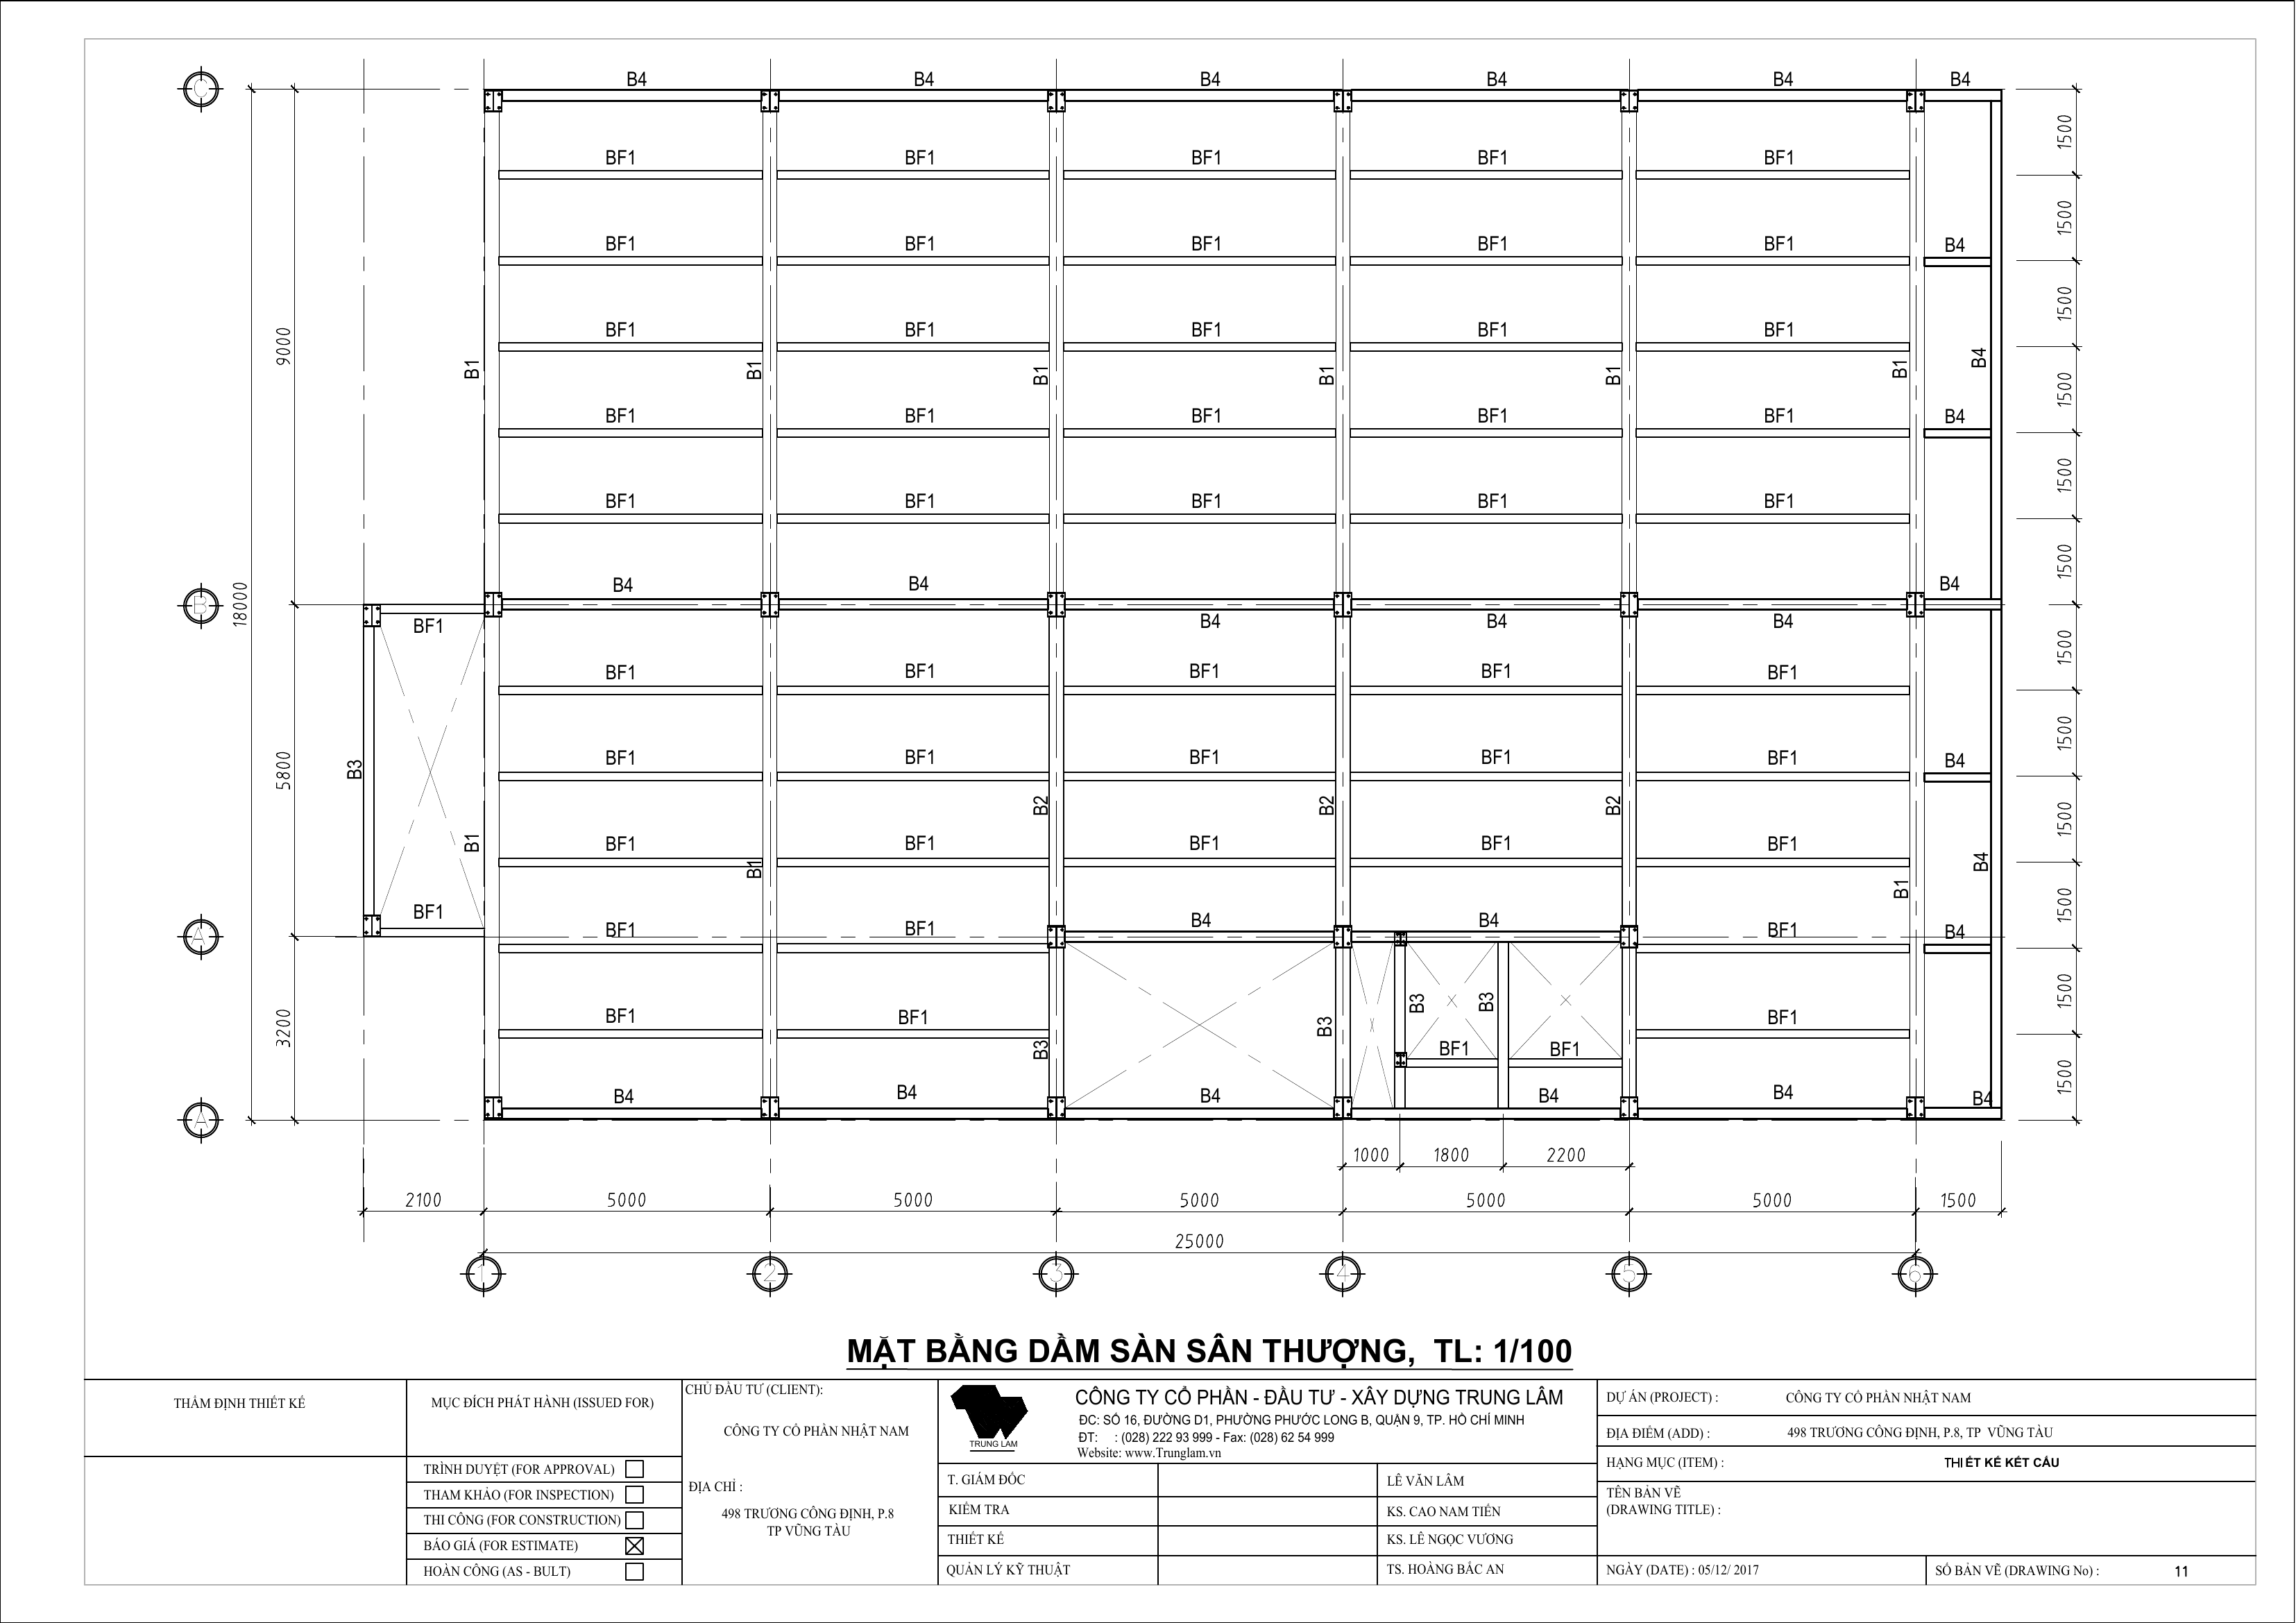 C
B4 B4 B4 B4 B4 B4
1500
BF1 BF1 BF1 BF1 BF1
1500
BF1 BF1 BF1 BF1 BF1 B4
1500
9000
BF1 BF1 BF1 BF1 BF1
B1 B1 B1 B1 B1 B1 B4
1500
BF1 BF1 BF1 BF1 BF1 B4
1500
BF1 BF1 BF1 BF1 BF1
1500
B 18000
B4 B4 B4
BF1 B4 B4 B4
1500
BF1 BF1 BF1 BF1 BF1
1500
5800 B3
BF1 BF1 BF1 BF1 BF1 B4
B2 B2 B2
1500
B1 BF1 BF1 BF1 BF1 BF1 B4
B1 B1
1500
BF1 B4 B4
A BF1 BF1 BF1 B4
1500
3200
B3 B3 B3
BF1 BF1 BF1
B3 BF1 BF1
1500
A B4 B4 B4 B4 B4 B4
1000 1800 2200
2100 5000 5000 5000 5000 5000 1500
25000
1 2 3 4 5 6
MẶT BẰNG DẦM SÀN SÂN THƯỢNG, TL: 1/100
THẨM ĐỊNH THIẾT KẾ
MỤC ĐÍCH PHÁT HÀNH (ISSUED FOR)
TRÌNH DUYỆT (FOR APPROVAL)
THAM KHẢO (FOR INSPECTION)
THI CÔNG (FOR CONSTRUCTION)
BÁO GIÁ (FOR ESTIMATE)
HOÀN CÔNG (AS - BULT)
CHỦ ĐẦU TƯ (CLIENT):
CÔNG TY CỔ PHẦN NHẬT NAM
ĐỊA CHỈ :
498 TRƯƠNG CÔNG ĐỊNH, P.8
TP VŨNG TÀU
TRUNG LAM
CÔNG TY CỔ PHẦN - ĐẦU TƯ - XÂY DỰNG TRUNG LÂM
ĐC: SỐ 16, ĐƯỜNG D1, PHƯỜNG PHƯỚC LONG B, QUẬN 9, TP. HỒ CHÍ MINH
ĐT: : (028) 222 93 999 - Fax: (028) 62 54 999
Website: www.Trunglam.vn
T. GIÁM ĐỐC LÊ VĂN LÂM
KIỂM TRA KS. CAO NAM TIẾN
THIẾT KẾ KS. LÊ NGỌC VƯƠNG
QUẢN LÝ KỸ THUẬT TS. HOÀNG BẮC AN
DỰ ÁN (PROJECT) : CÔNG TY CỔ PHẦN NHẬT NAM
ĐỊA ĐIỂM (ADD) : 498 TRƯƠNG CÔNG ĐỊNH, P.8, TP VŨNG TÀU
HẠNG MỤC (ITEM) : THIẾT KẾ KẾT CẤU
TÊN BẢN VẼ
(DRAWING TITLE) :
NGÀY (DATE) : 05/12/ 2017
SỐ BẢN VẼ (DRAWING No) : 11